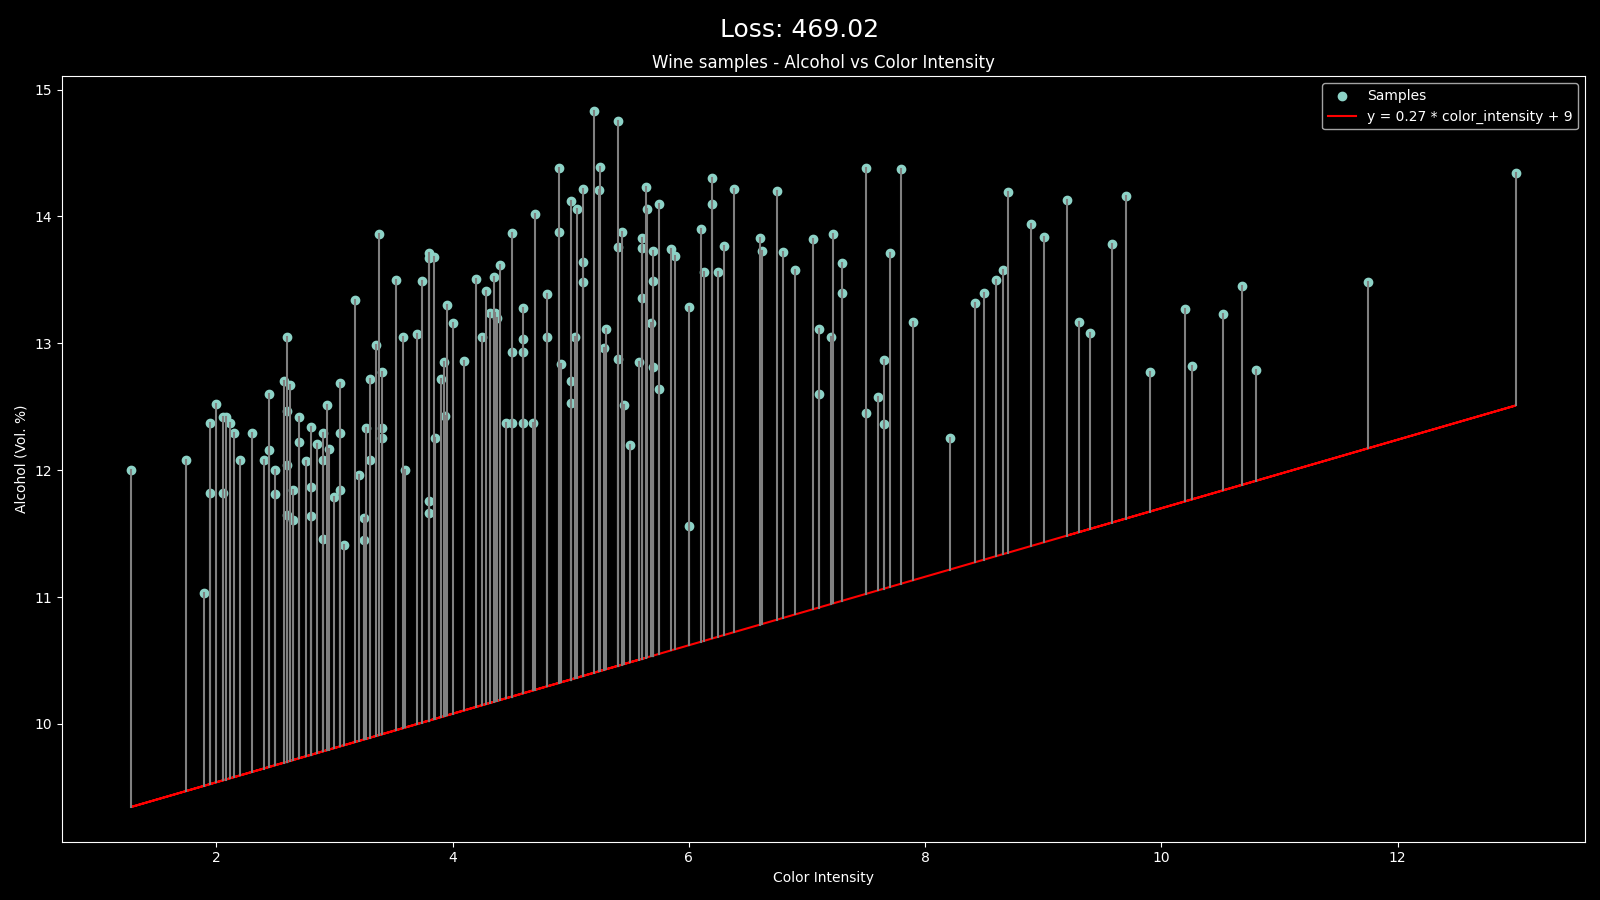 Loss: 469.02
Wine samples - Alcohol vs Color Intensity
Samples
y = 0.27 * color_intensity + 9
15
14
13
12
11
10
Alcohol (Vol. %)
2 4 6 8 10 12
Color Intensity